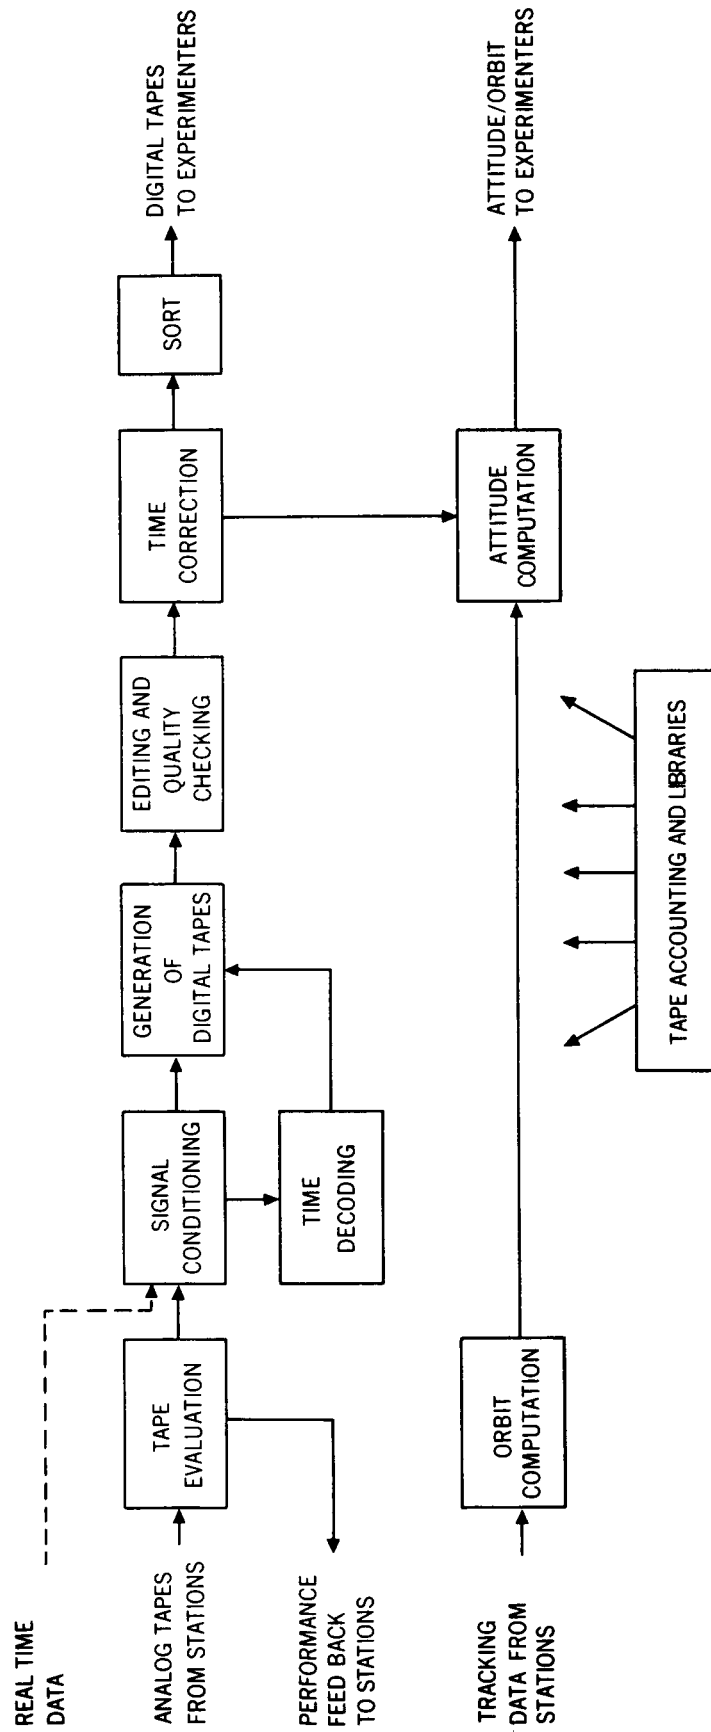 REAL TIME
DATA
ANALOG TAPES
FROM STATIONS
TAPE
EVALUATION
PERFORMANCE
FEED BACK
TO STATIONS
SIGNAL
CONDITIONING
TIME
DECODING
GENERATION
OF
DIGITAL TAPES
EDITING AND
QUALITY
CHECKING
TIME
CORRECTION
SORT
DIGITAL TAPES
TO EXPERIMENTERS
TRACKING
DATA FROM
STATIONS
ORBIT
COMPUTATION
ATTITUDE
COMPUTATION
ATTITUDE/ORBIT
TO EXPERIMENTERS
TAPE ACCOUNTING AND LIBRARIES